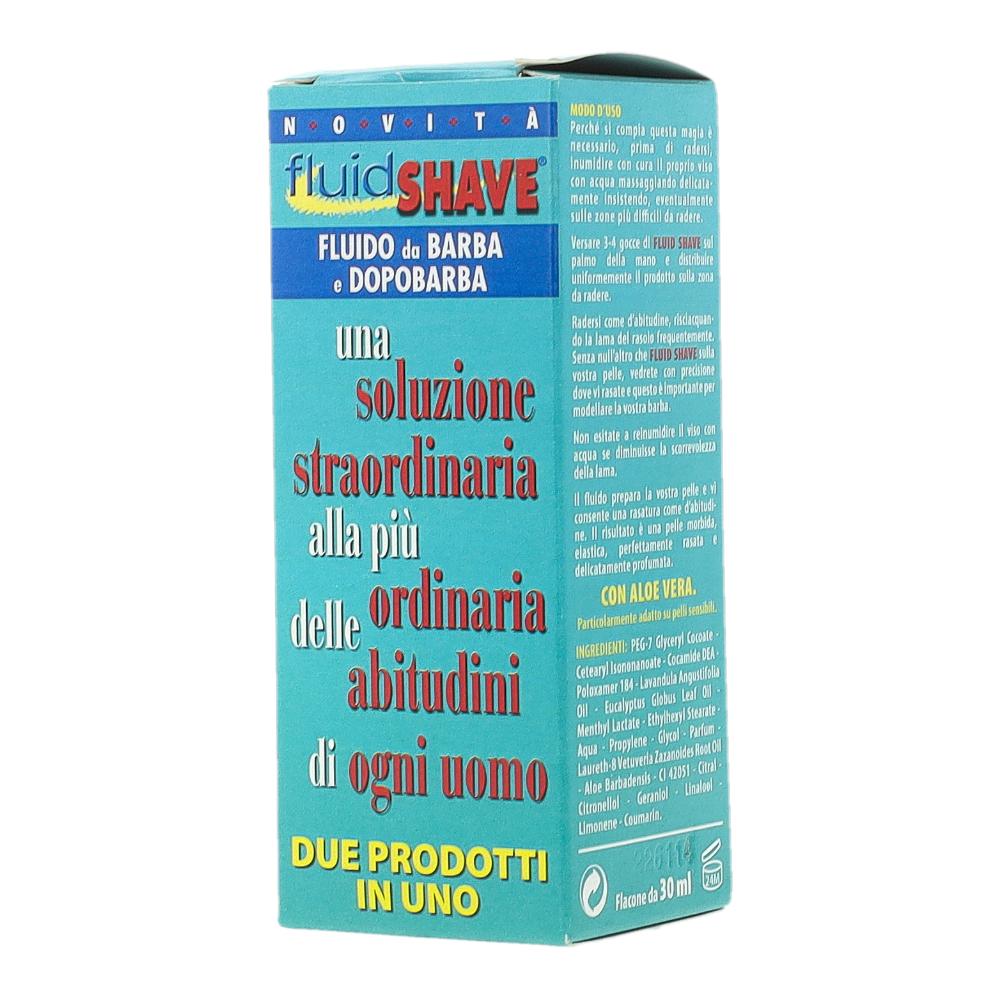 N•O•V•I•T•À
fluidSHAVE®
FLUIDO da BARBA
e DOPOBARBA
una
soluzione
straordinaria
alla più
ordinaria
delle
abitudini
di ogni uomo
DUE PRODOTTI
IN UNO
MODO D'USO
Perché si compia questa magia è
necessario, prima di radersi,
inumidire con cura il proprio viso
con acqua massaggiando delicata-
mente insistendo, eventualmente
sulle zone più difficili da radere.
Versare 3-4 gocce di FLUID SHAVE sul
palmo della mano e distribuire
uniformemente il prodotto sulla zona
da radere.
Radersi come d'abitudine, risciacquan-
do la lama del rasoio frequentemente.
Senza null'altro che FLUID SHAVE sulla
vostra pelle, vedrete con precisione
dove vi rasate e questo è importante per
modellare la vostra barba.
Non esitate a reinumidire il viso con
acqua se diminuisse la scorrevolezza
della lama.
Il fluido prepara la vostra pelle e vi
consente una rasatura come d'abitudi-
ne. Il risultato è una pelle morbida,
elastica, perfettamente rasata e
delicatamente profumata.
CON ALOE VERA.
Particolarmente adatto su pelli sensibili.
INGREDIENTI: PEG-7 Glyceryl Cocoate -
Cetearyl Isononanoate - Cocamide DEA -
Poloxamer 184 - Lavandula Angustifolia
Oil - Eucalyptus Globus Leaf Oil -
Menthyl Lactate - Ethylhexyl Stearate -
Aqua - Propylene - Glycol - Parfum -
Laureth-8 Vetuveria Zazanoides Root Oil
- Aloe Barbadensis - CI 42051 - Citral -
Citronellol - Geraniol - Linalool -
Limonene - Coumarin.
Flacone da 30 ml
24M